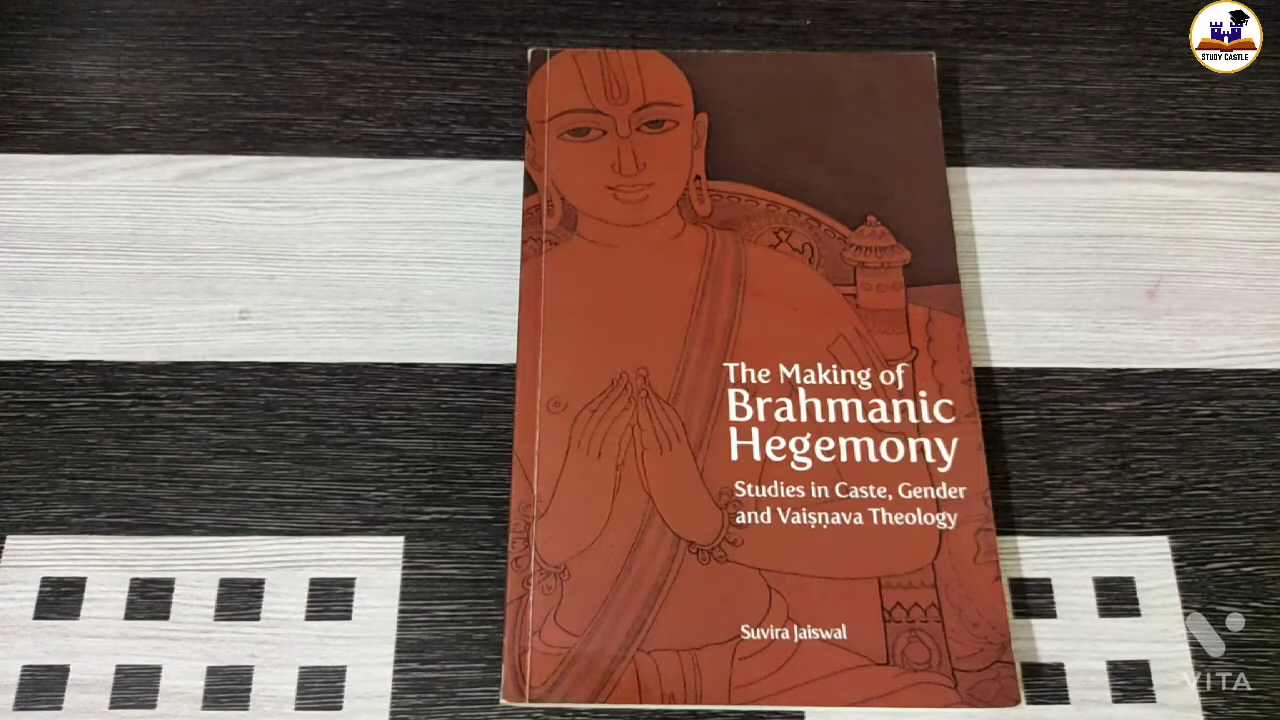 STUDY CASTLE
The Making of
Brahmanic
Hegemony
Studies in Caste, Gender
and Vaiṣṇava Theology
Suvira Jaiswal
VITA